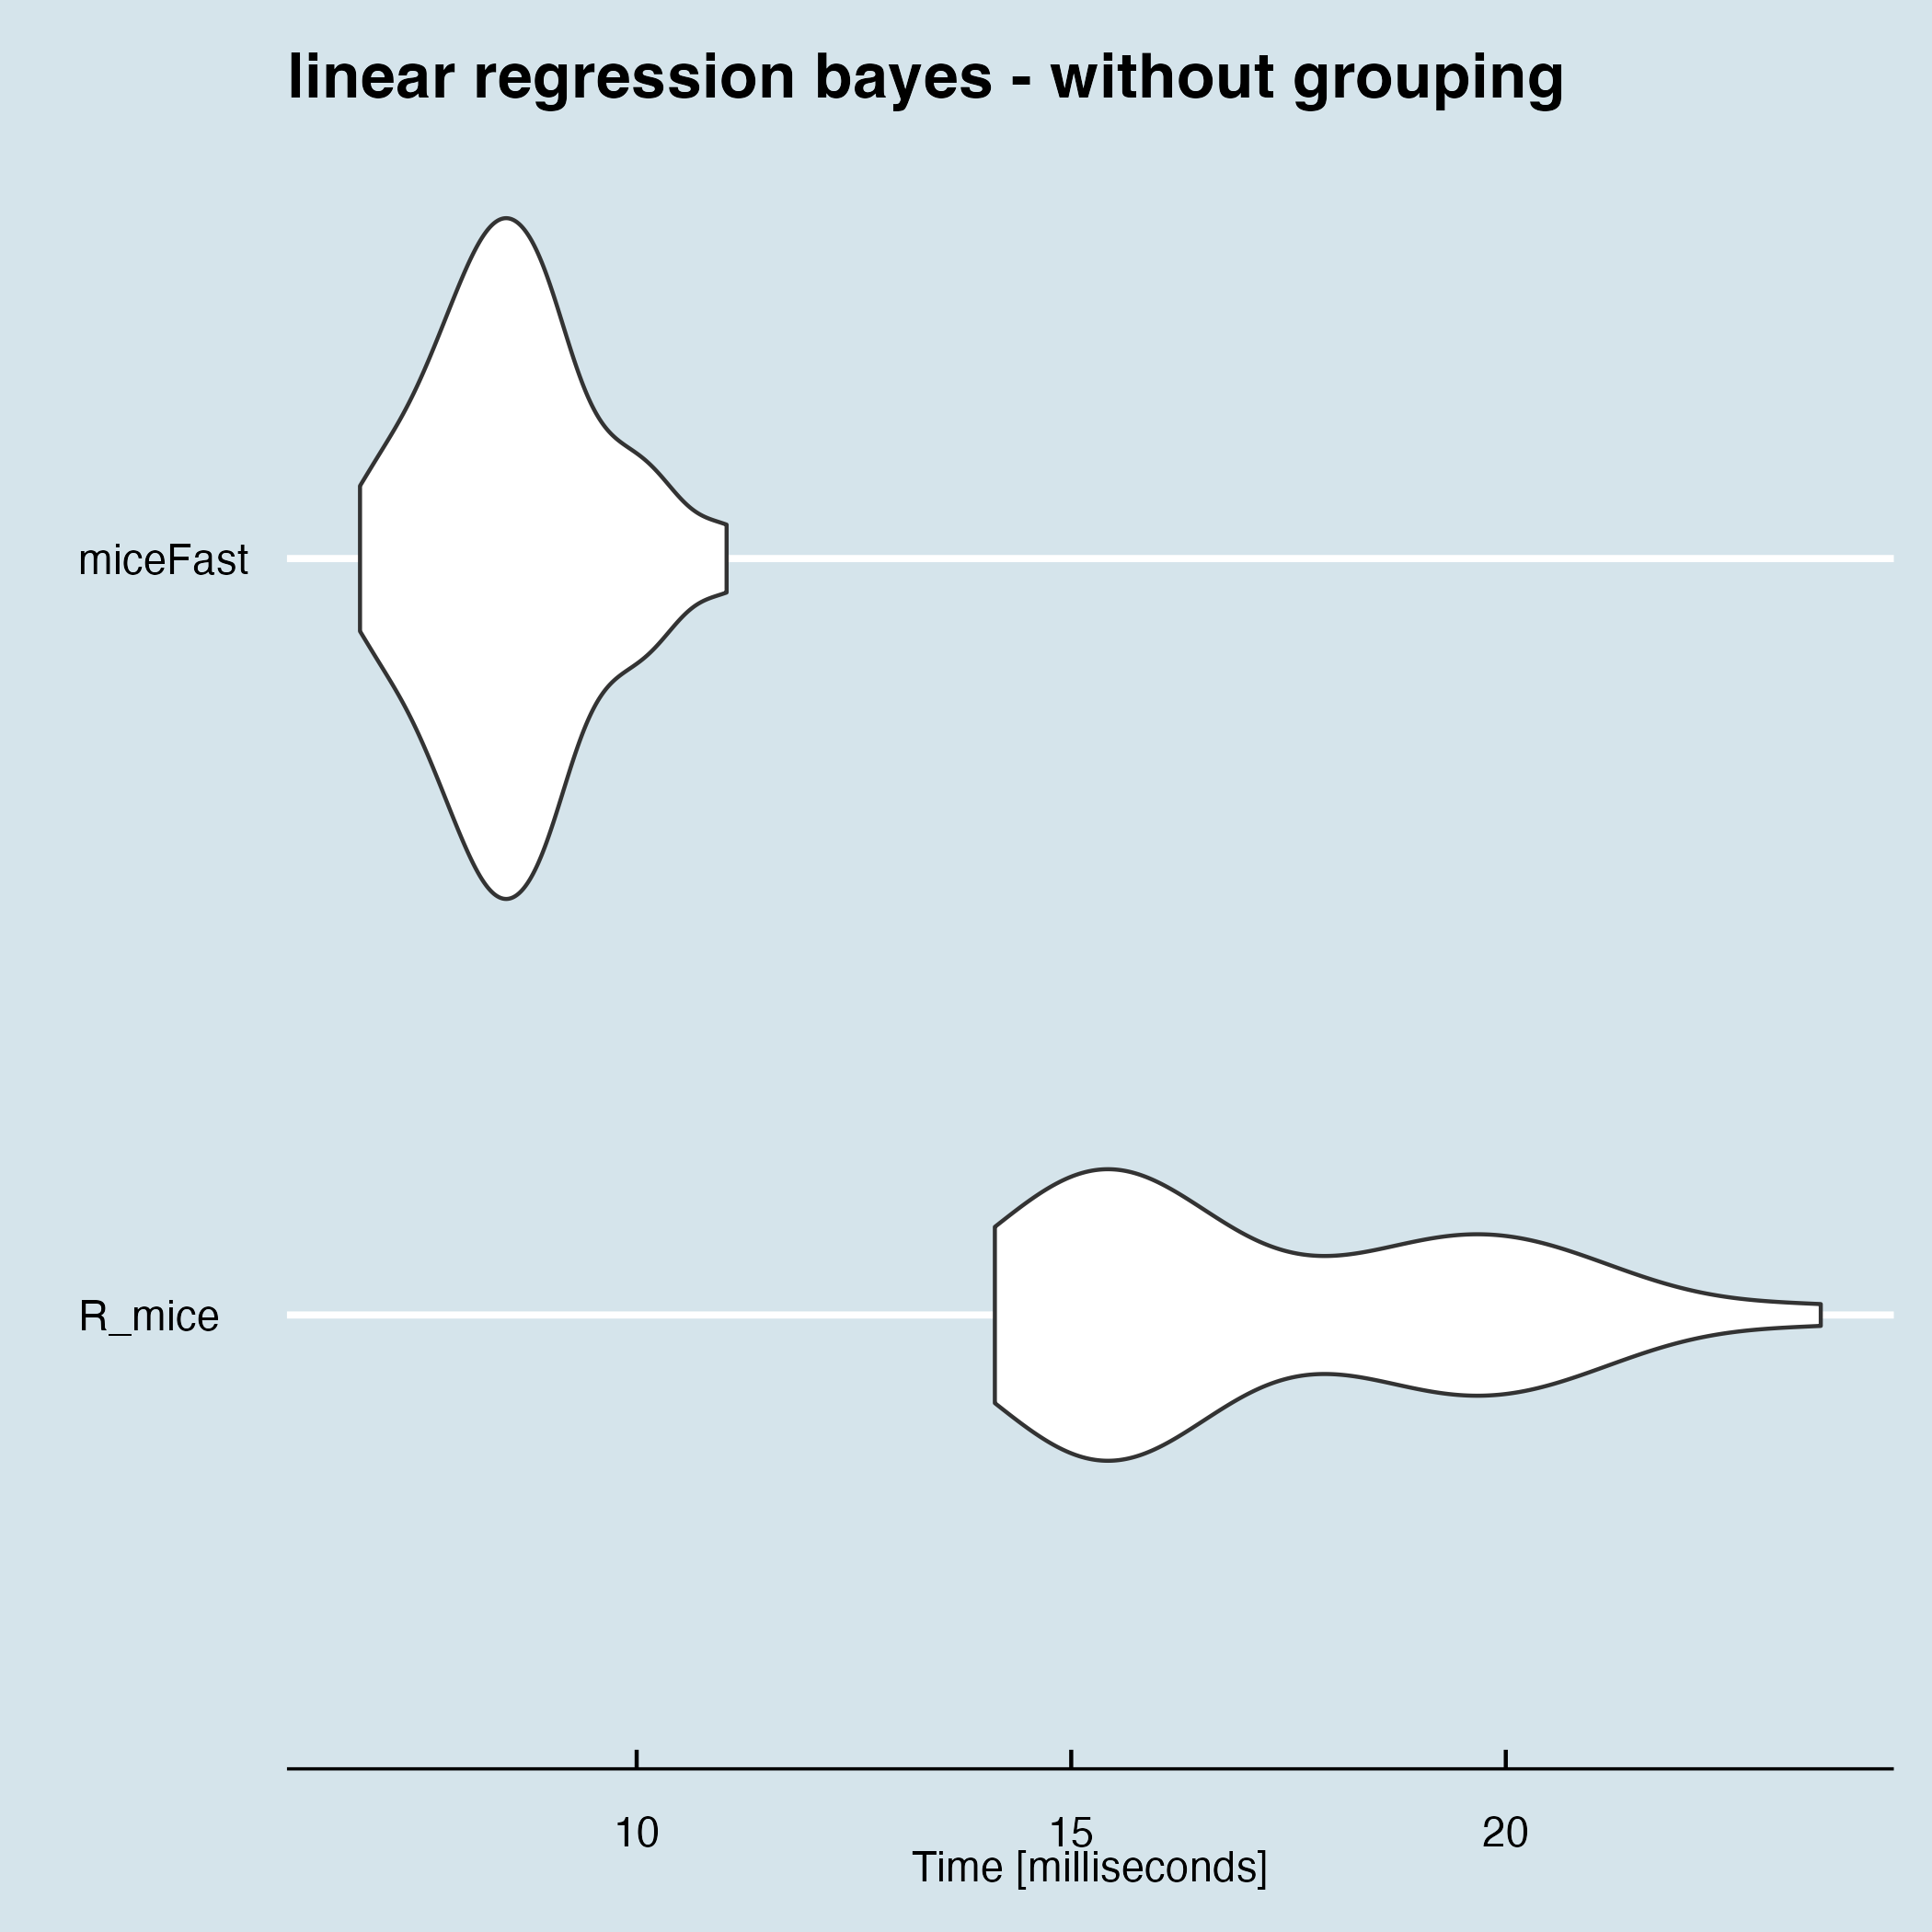 linear regression bayes - without grouping
miceFast
R_mice
10 15 20
Time [milliseconds]